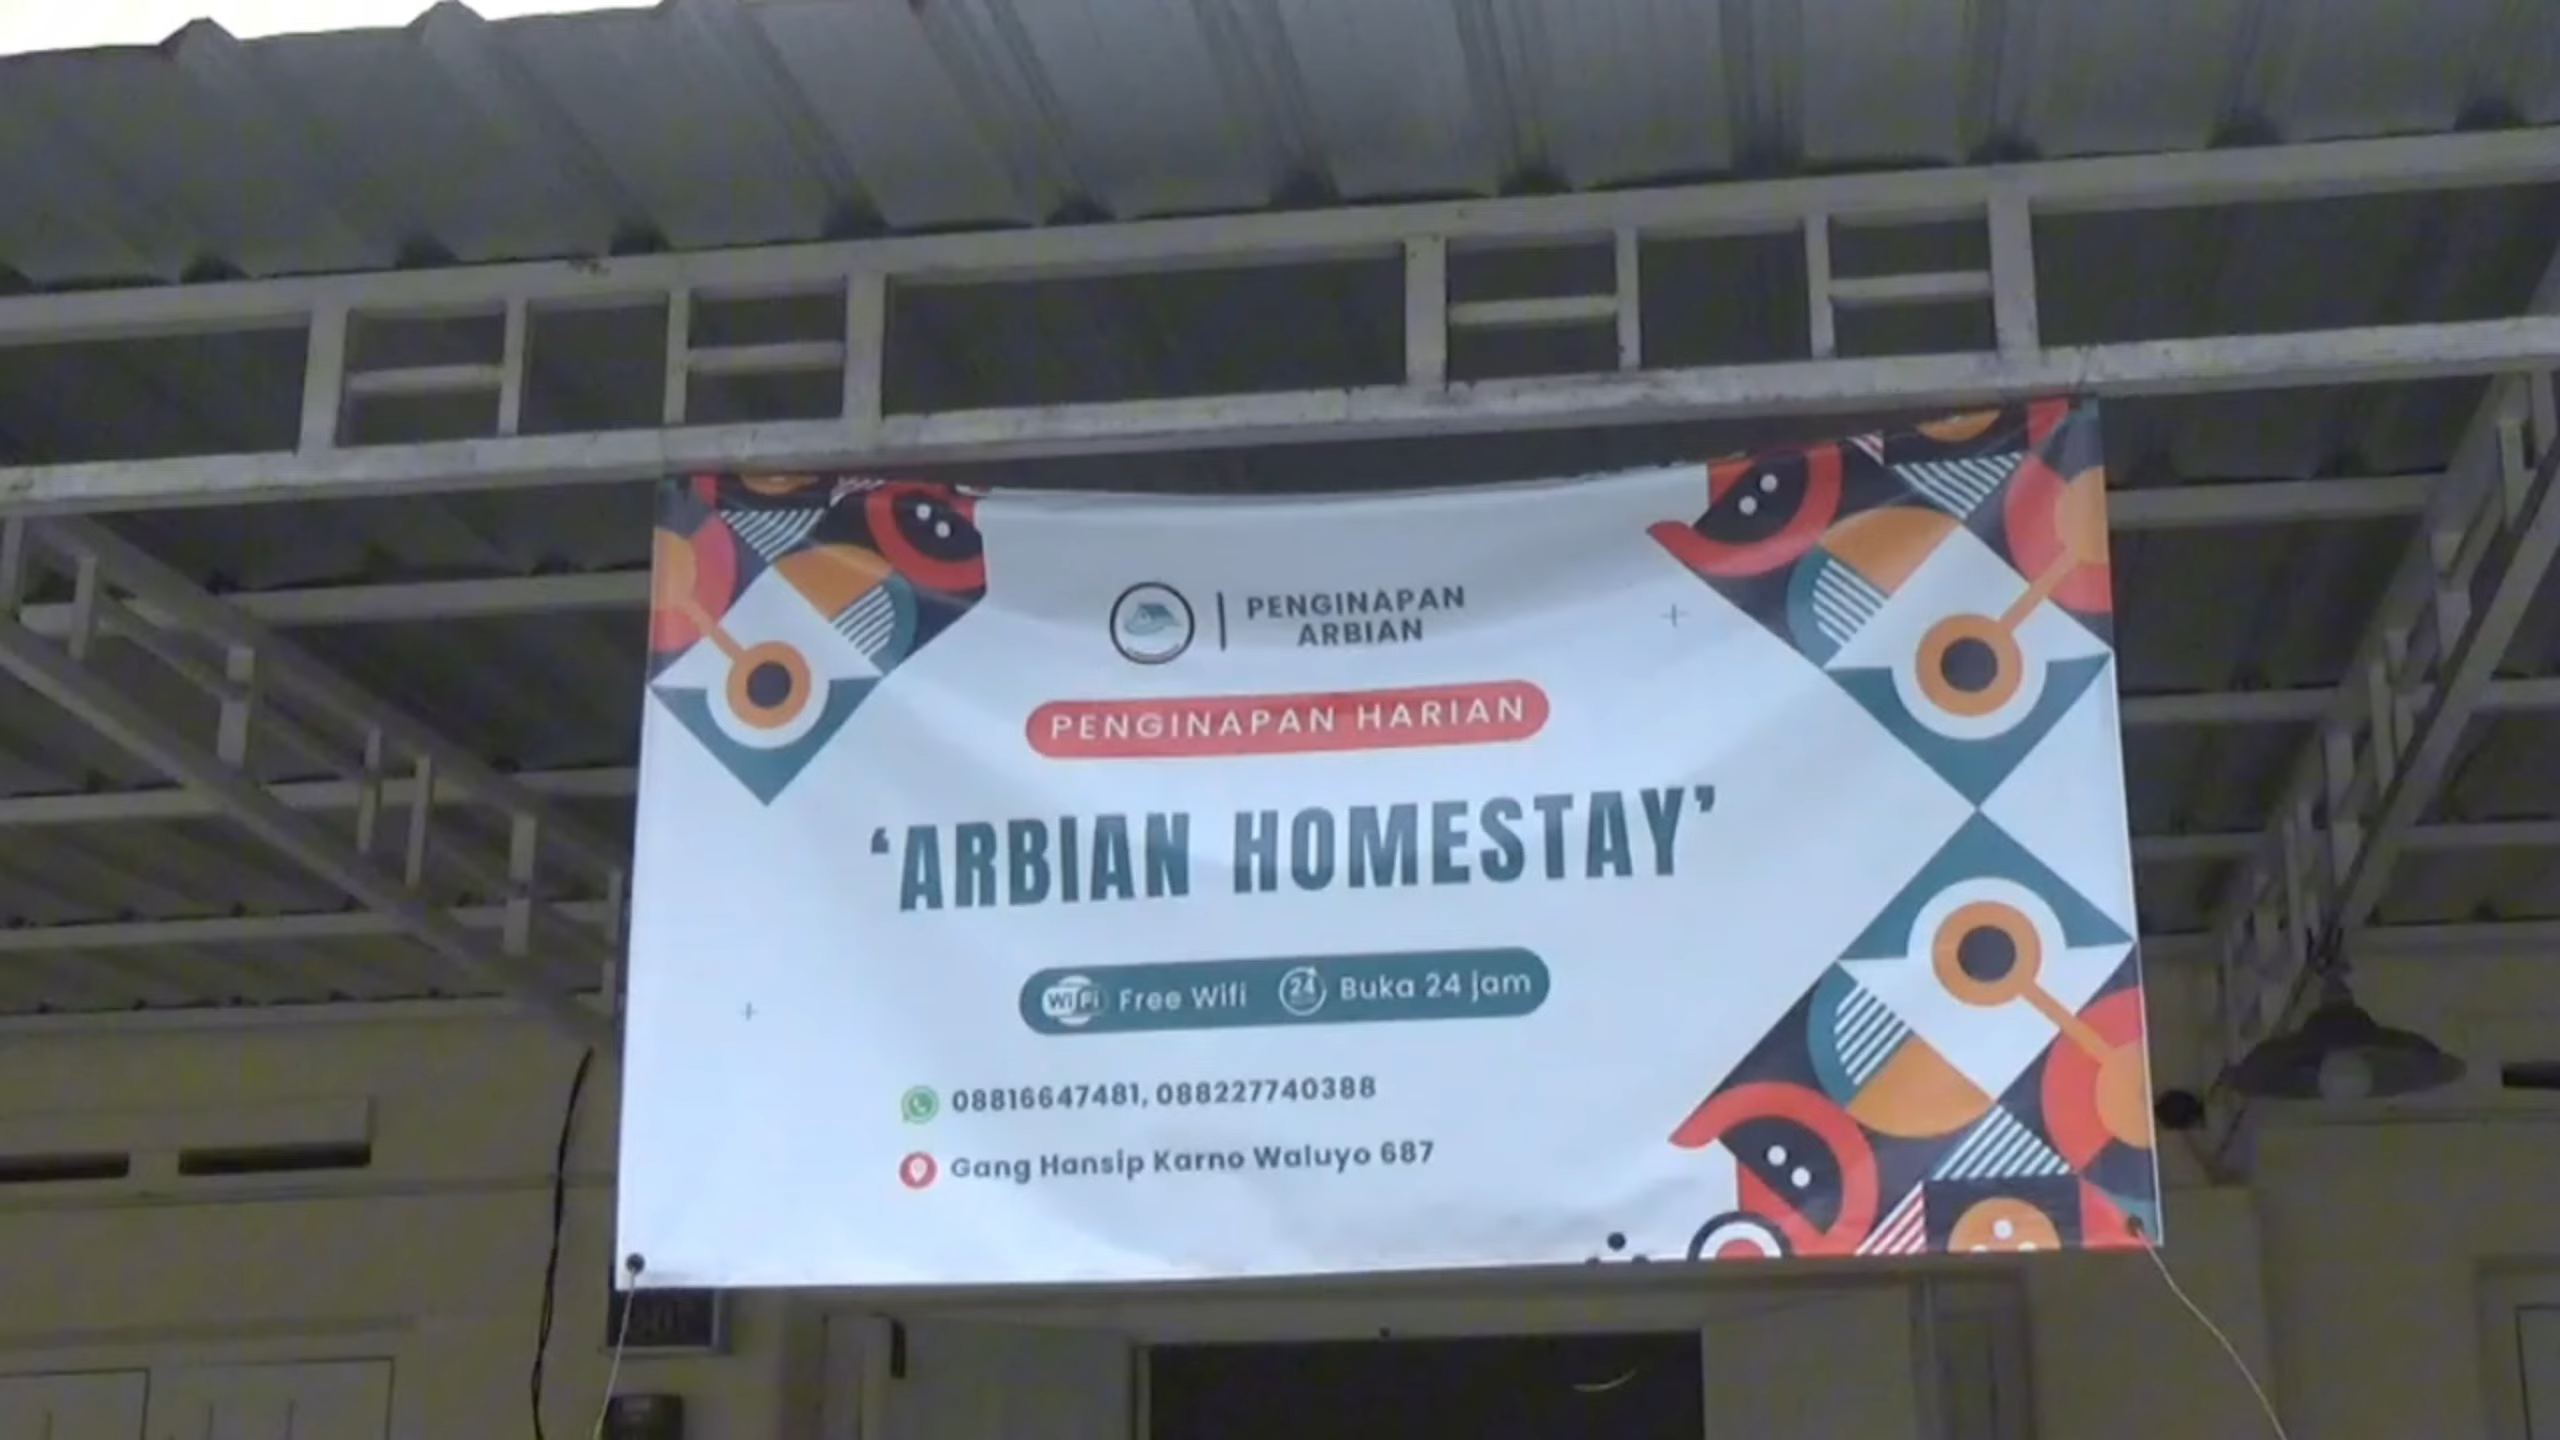 PENGINAPAN
ARBIAN
PENGINAPAN HARIAN
‘ARBIAN HOMESTAY’
WiFi Free Wifi 24 Buka 24 jam
08816647481, 088227740388
Gang Hansip Karno Waluyo 687